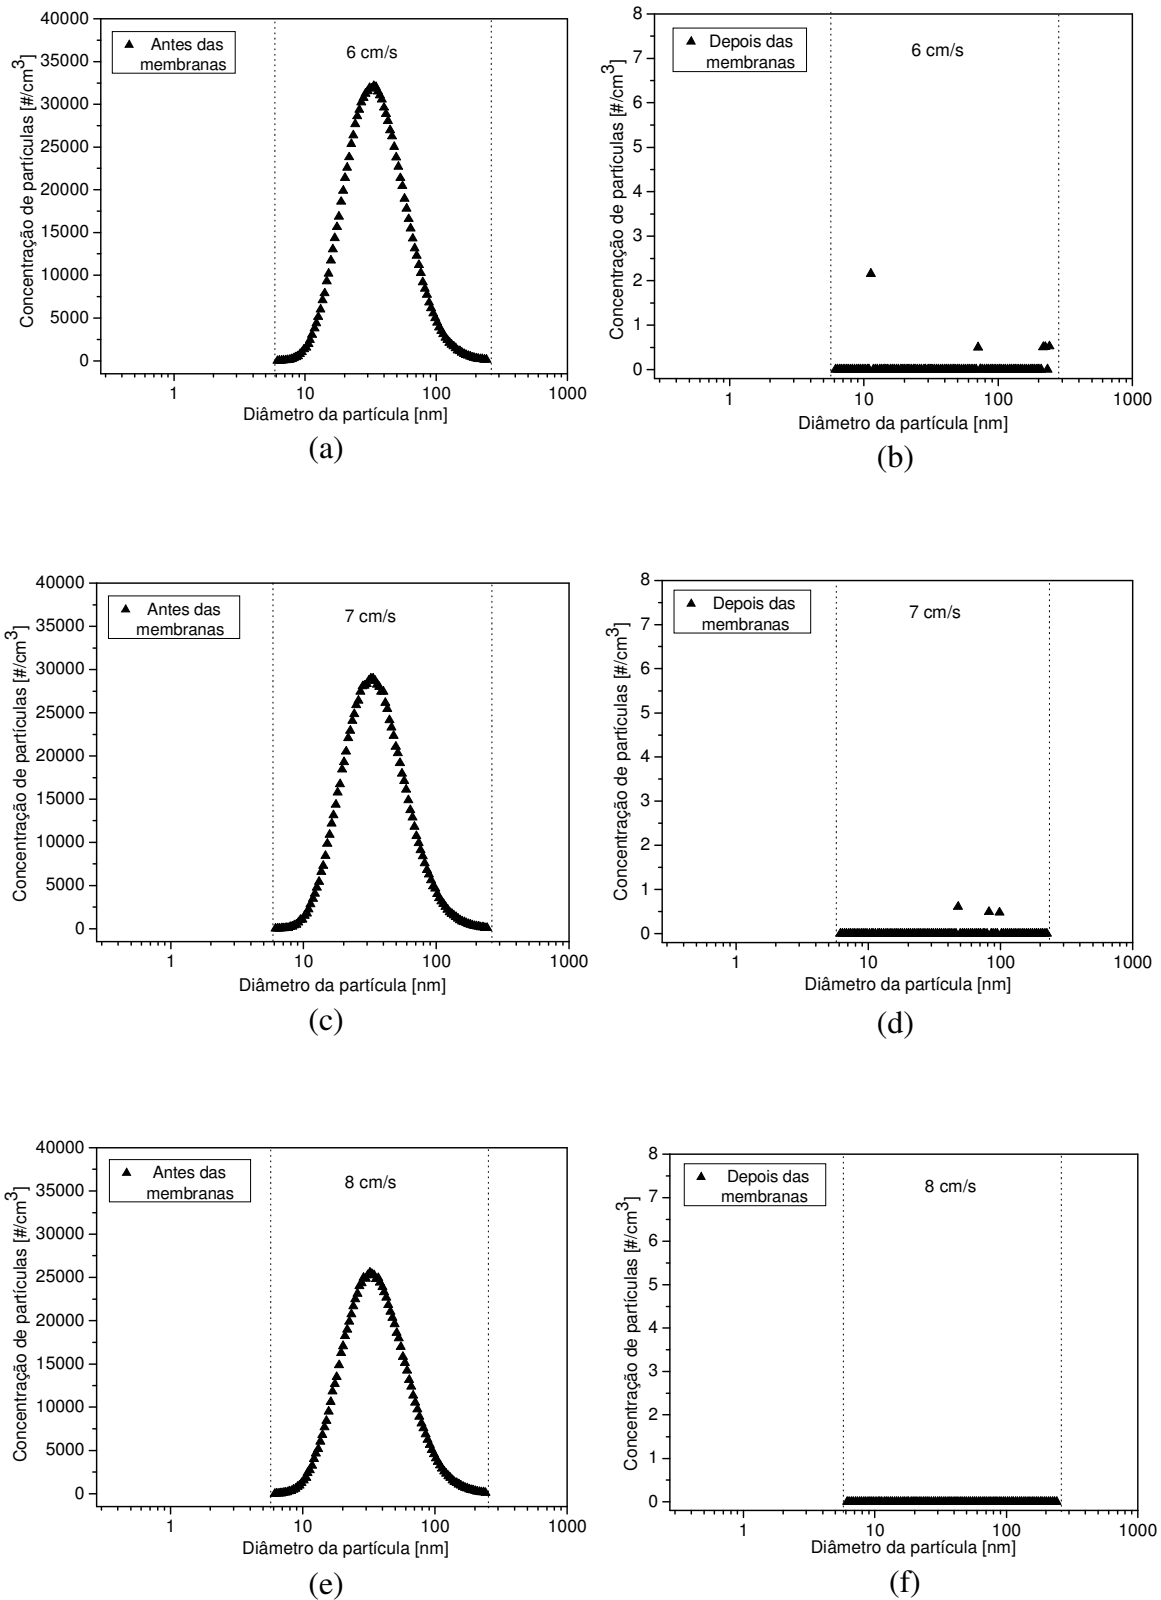 40000
35000
30000
25000
20000
15000
10000
5000
0
Concentração de partículas [#/cm³]
Antes das
membranas
6 cm/s
1 10 100 1000
Diâmetro da partícula [nm]
(a)
8
7
6
5
4
3
2
1
0
Concentração de partículas [#/cm³]
Depois das
membranas
6 cm/s
1 10 100 1000
Diâmetro da partícula [nm]
(b)
40000
35000
30000
25000
20000
15000
10000
5000
0
Concentração de partículas [#/cm³]
Antes das
membranas
7 cm/s
1 10 100 1000
Diâmetro da partícula [nm]
(c)
8
7
6
5
4
3
2
1
0
Concentração de partículas [#/cm³]
Depois das
membranas
7 cm/s
1 10 100 1000
Diâmetro da partícula [nm]
(d)
40000
35000
30000
25000
20000
15000
10000
5000
0
Concentração de partículas [#/cm³]
Antes das
membranas
8 cm/s
1 10 100 1000
Diâmetro da partícula [nm]
(e)
8
7
6
5
4
3
2
1
0
Concentração de partículas [#/cm³]
Depois das
membranas
8 cm/s
1 10 100 1000
Diâmetro da partícula [nm]
(f)